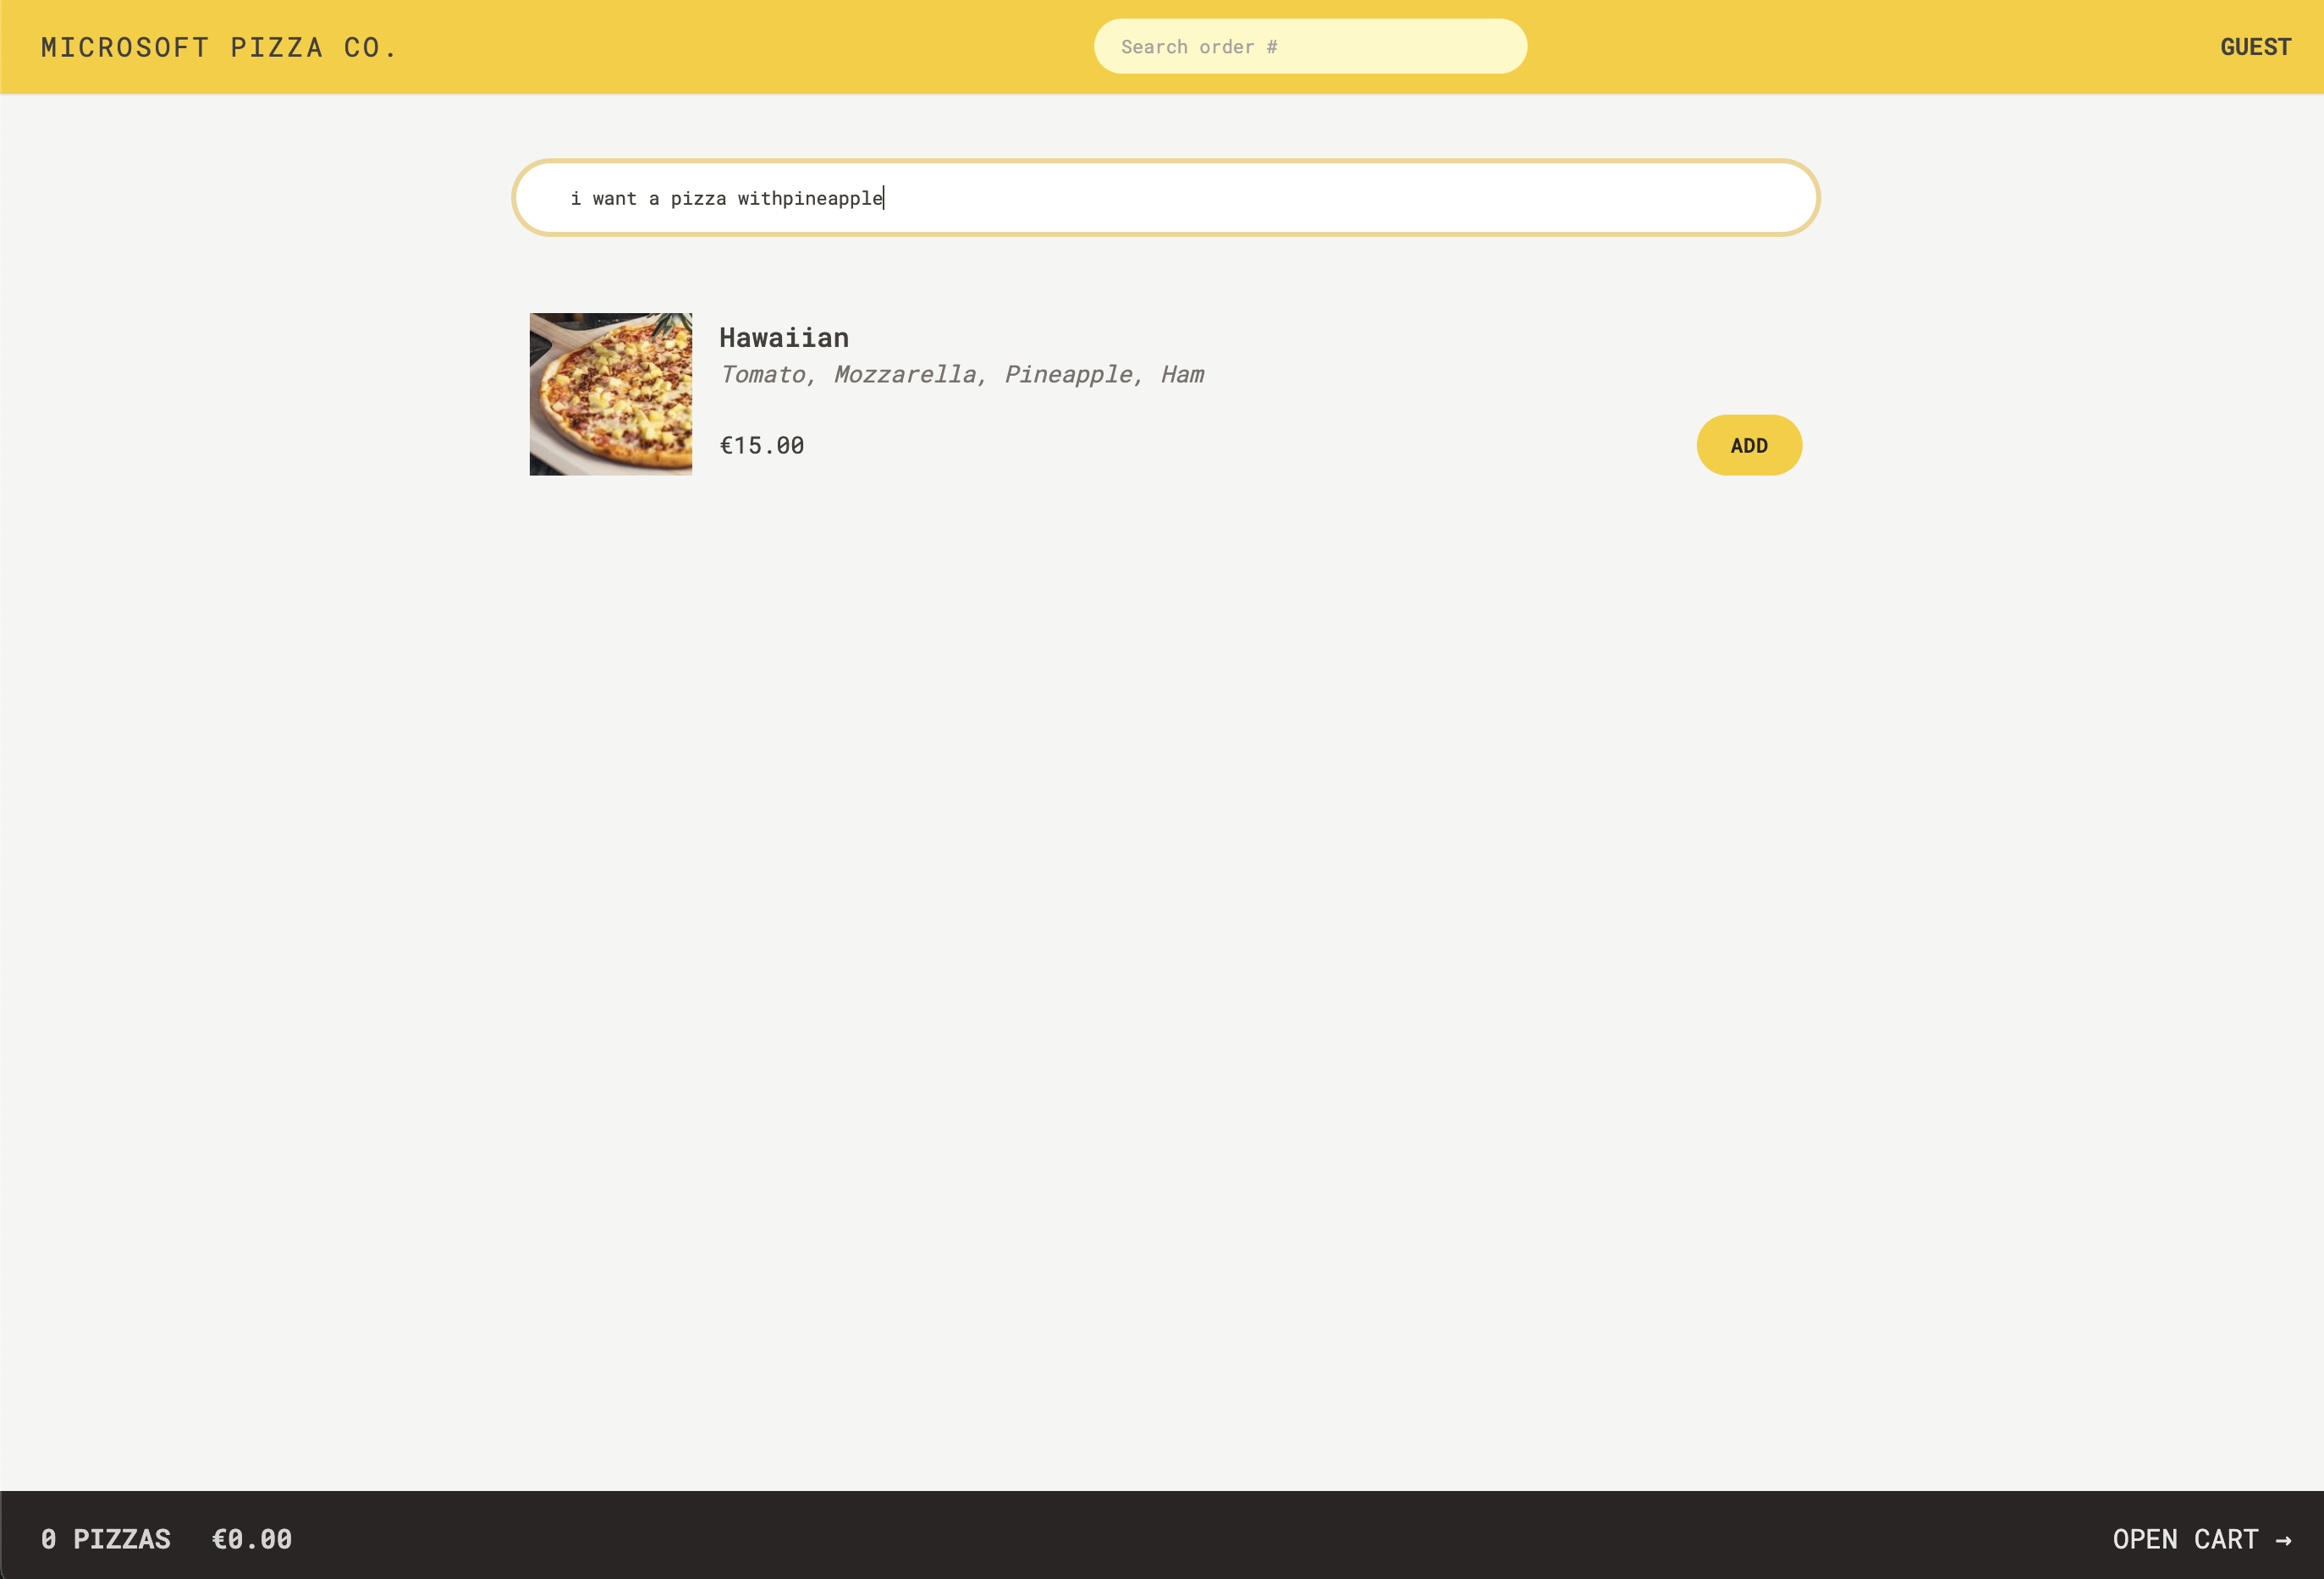 MICROSOFT PIZZA CO.
Search order #
GUEST
i want a pizza withpineapple
Hawaiian
Tomato, Mozzarella, Pineapple, Ham
€15.00
ADD
0 PIZZAS €0.00
OPEN CART →